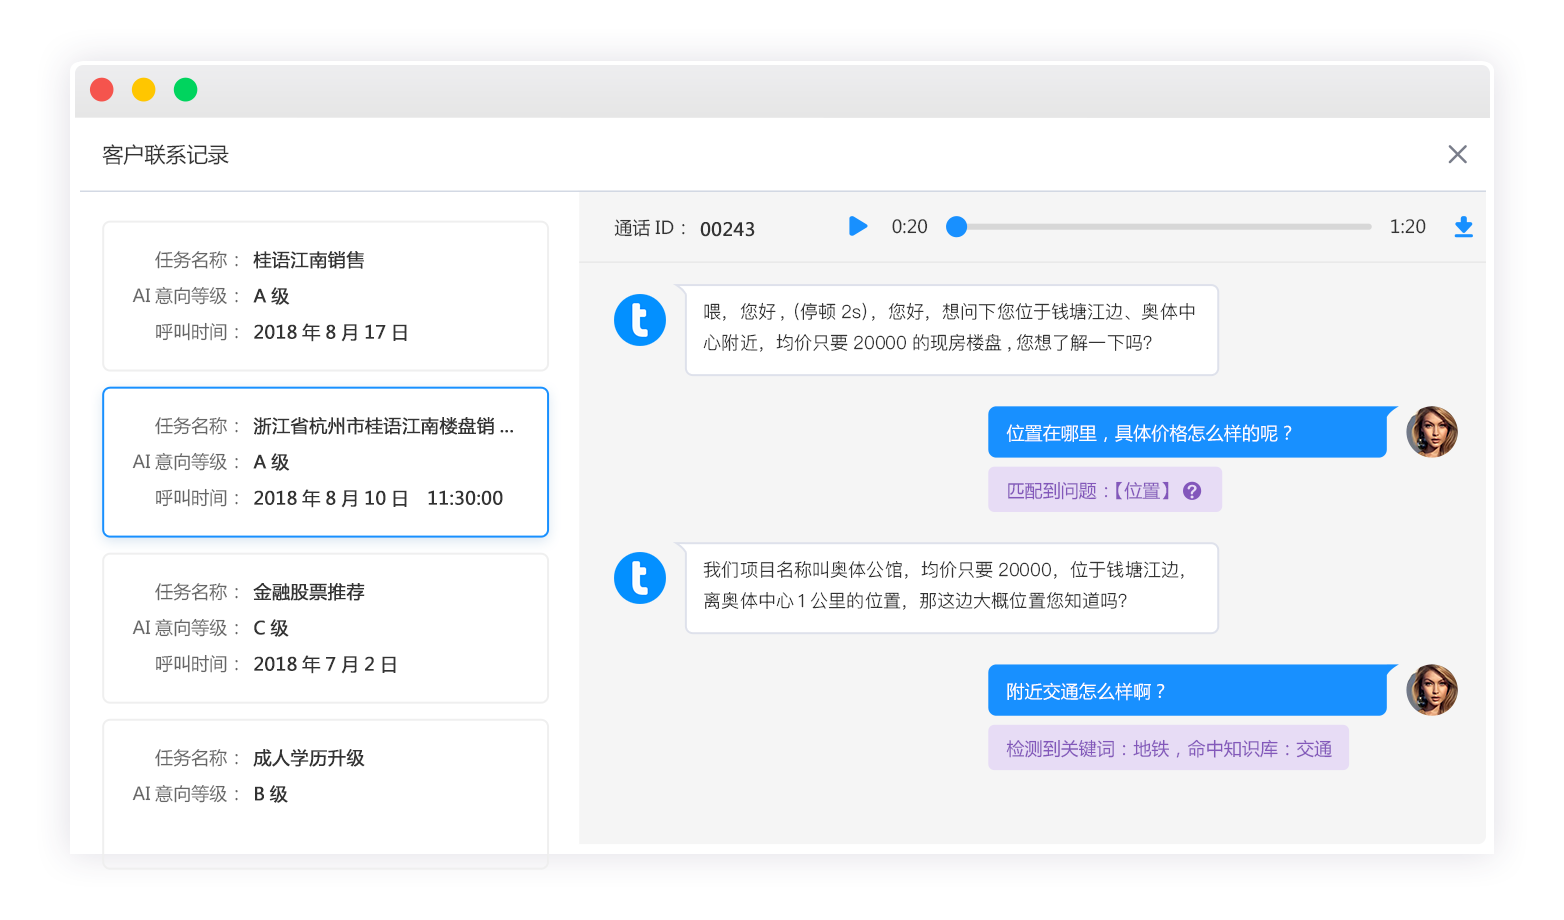 客户联系记录
任务名称： 桂语江南销售
AI 意向等级： A 级
呼叫时间： 2018 年 8 月 17 日
任务名称： 浙江省杭州市桂语江南楼盘销 ...
AI 意向等级： A 级
呼叫时间： 2018 年 8 月 10 日 11:30:00
任务名称： 金融股票推荐
AI 意向等级： C 级
呼叫时间： 2018 年 7 月 2 日
任务名称： 成人学历升级
AI 意向等级： B 级
通话 ID： 00243 0:20 1:20
喂，您好，(停顿 2s)，您好，想问下您位于钱塘江边、奥体中
心附近，均价只要 20000 的现房楼盘，您想了解一下吗？
位置在哪里，具体价格怎么样的呢？
匹配到问题：【位置】 ?
我们项目名称叫奥体公馆，均价只要 20000，位于钱塘江边，
离奥体中心 1 公里的位置，那这边大概位置您知道吗？
附近交通怎么样啊？
检测到关键词：地铁，命中知识库：交通